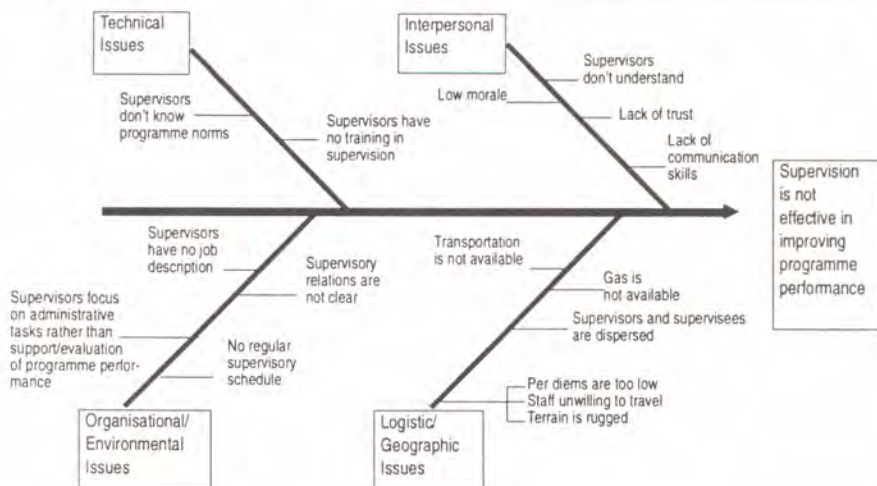 Technical
Issues
Supervisors
don't know
programme norms
Supervisors have
no training in
supervision
Interpersonal
Issues
Supervisors
don't understand
Low morale
Lack of trust
Lack of
communication
skills
Supervision
is not
effective in
improving
programme
performance
Supervisors
have no job
description
Supervisory
relations are
not clear
Supervisors focus
on administrative
tasks rather than
support/evaluation
of programme perfor-
mance
No regular
supervisory
schedule
Organisational/
Environmental
Issues
Transportation
is not available
Gas is
not available
Supervisors and supervisees
are dispersed
Per diems are too low
Staff unwilling to travel
Terrain is rugged
Logistic/
Geographic
Issues